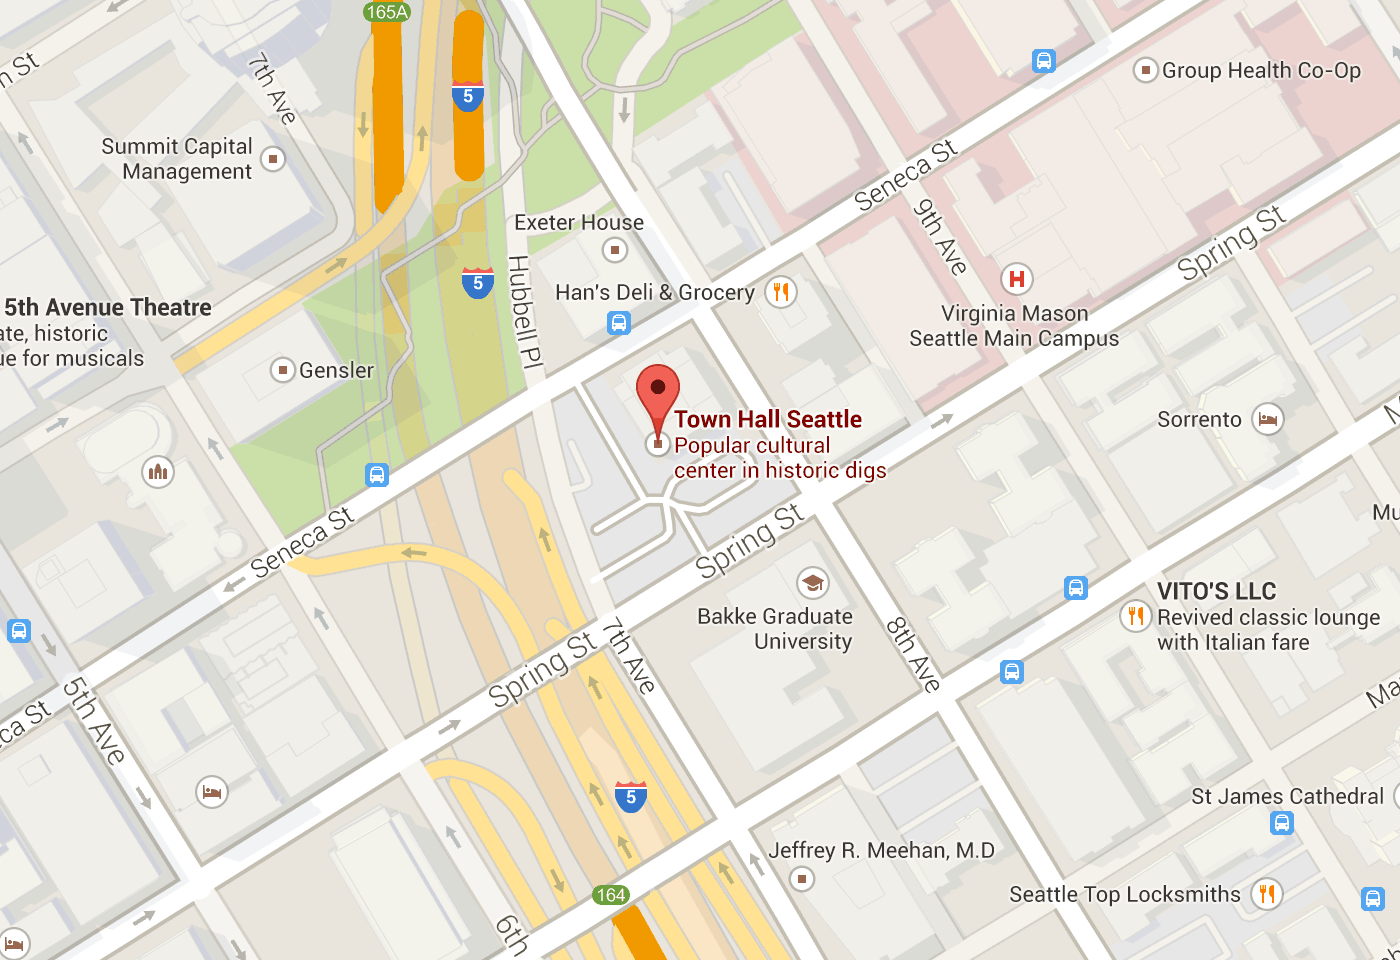 165A
n St
7th Ave
5
Group Health Co-Op
Summit Capital
Management
Seneca St
9th Ave
Exeter House
Spring St
Hubbell Pl
5
Han's Deli & Grocery
H
Virginia Mason
Seattle Main Campus
5th Avenue Theatre
ate, historic
ue for musicals
Gensler
Town Hall Seattle
Popular cultural
center in historic digs
Sorrento
M
Seneca St
Spring St
Mu
Bakke Graduate
University
VITO'S LLC
Revived classic lounge
with Italian fare
8th Ave
7th Ave
Spring St
5th Ave
eca St
Ma
5
St James Cathedral
Jeffrey R. Meehan, M.D
164
Seattle Top Locksmiths
6th